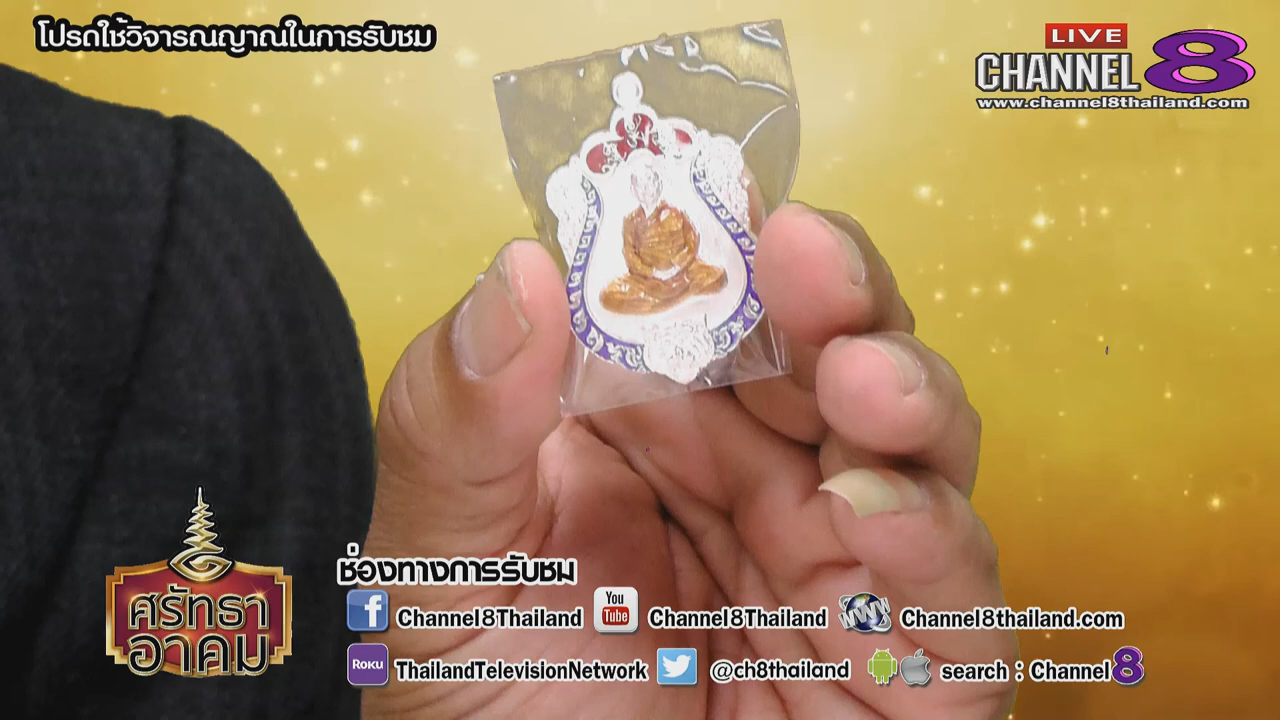 โปรดใช้วิจารณญาณในการรับชม
LIVE
CHANNEL 8
www.channel8thailand.com
ศรัทธา
อาคม
ช่องทางการรับชม
f Channel8Thailand You Tube Channel8Thailand WWW Channel8thailand.com
ROKU ThailandTelevisionNetwork @ch8thailand search : Channel 8